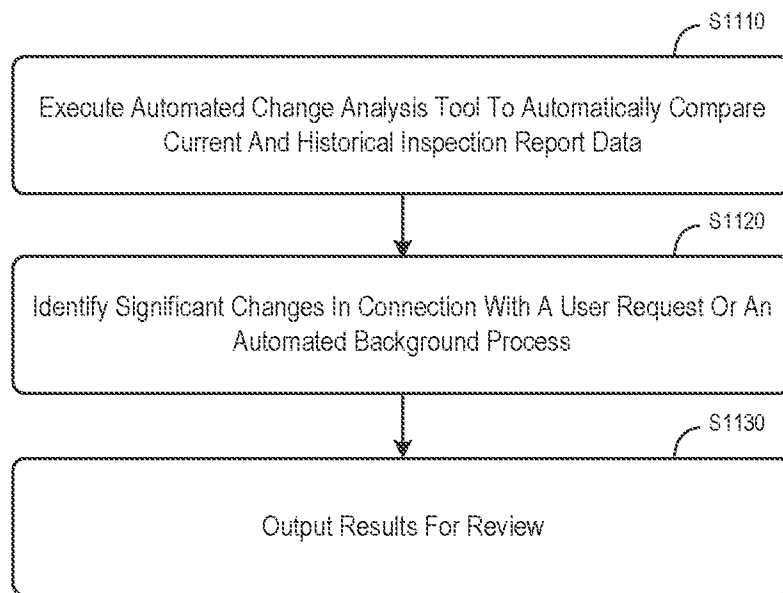 S1110
Execute Automated Change Analysis Tool To Automatically Compare
Current And Historical Inspection Report Data
S1120
Identify Significant Changes In Connection With A User Request Or An
Automated Background Process
S1130
Output Results For Review